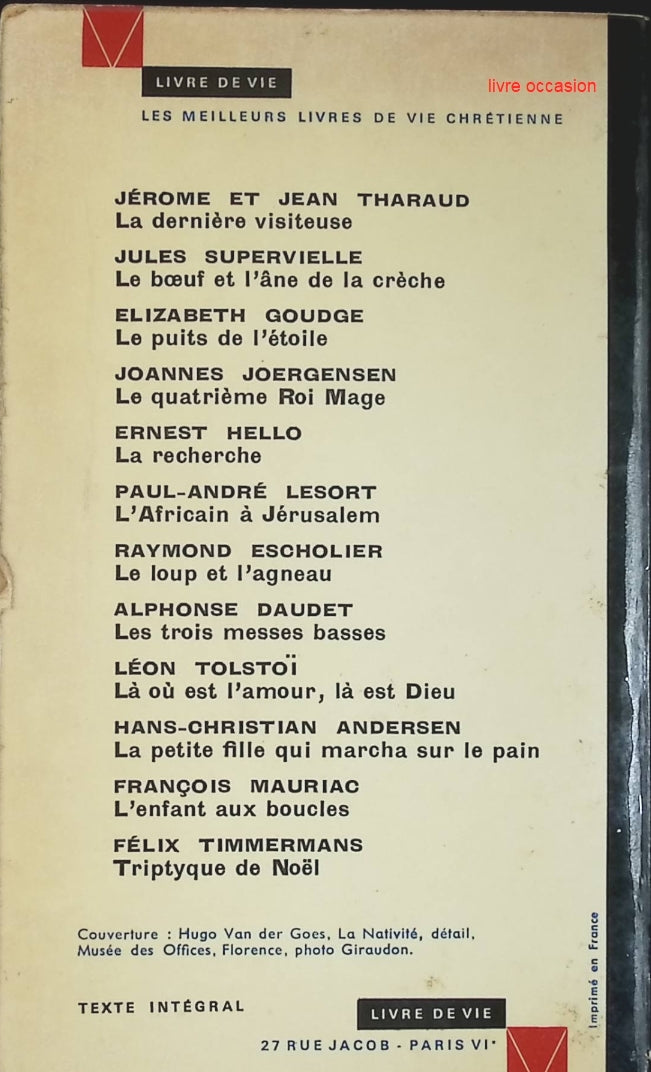 LIVRE DE VIE
livre occasion
LES MEILLEURS LIVRES DE VIE CHRÉTIENNE
JÉROME ET JEAN THARAUD
La dernière visiteuse
JULES SUPERVIELLE
Le bœuf et l'âne de la crèche
ELIZABETH GOUDGE
Le puits de l'étoile
JOANNES JOERGENSEN
Le quatrième Roi Mage
ERNEST HELLO
La recherche
PAUL-ANDRÉ LESORT
L'Africain à Jérusalem
RAYMOND ESCHOLIER
Le loup et l'agneau
ALPHONSE DAUDET
Les trois messes basses
LÉON TOLSTOÏ
Là où est l'amour, là est Dieu
HANS-CHRISTIAN ANDERSEN
La petite fille qui marcha sur le pain
FRANÇOIS MAURIAC
L'enfant aux boucles
FÉLIX TIMMERMANS
Triptyque de Noël
Couverture : Hugo Van der Goes, La Nativité, détail,
Musée des Offices, Florence, photo Giraudon.
Imprimé en France
TEXTE INTÉGRAL
LIVRE DE VIE
27 RUE JACOB - PARIS VIe